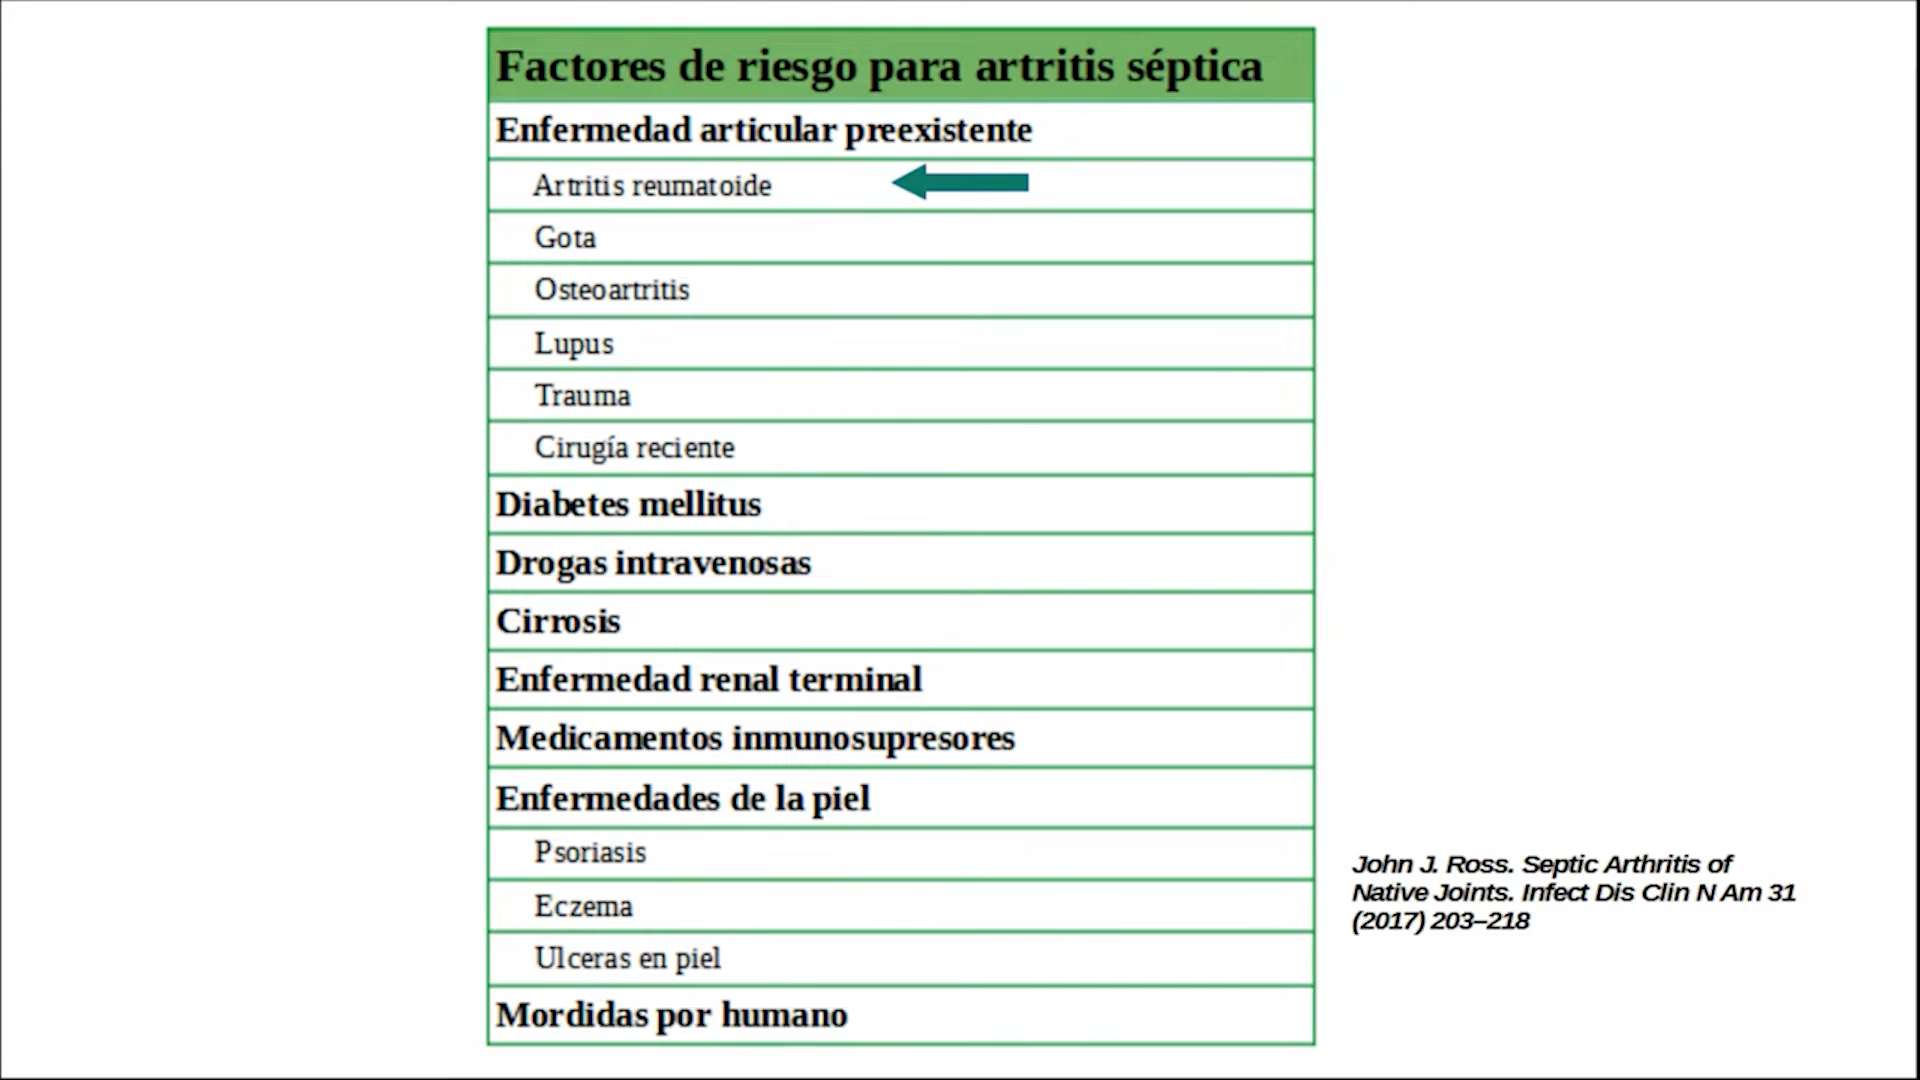 Factores de riesgo para artritis séptica
Enfermedad articular preexistente
Artritis reumatoide
Gota
Osteoartritis
Lupus
Trauma
Cirugía reciente
Diabetes mellitus
Drogas intravenosas
Cirrosis
Enfermedad renal terminal
Medicamentos inmunosupresores
Enfermedades de la piel
Psoriasis
Eczema
Ulceras en piel
Mordidas por humano
John J. Ross. Septic Arthritis of
Native Joints. Infect Dis Clin N Am 31
(2017) 203–218